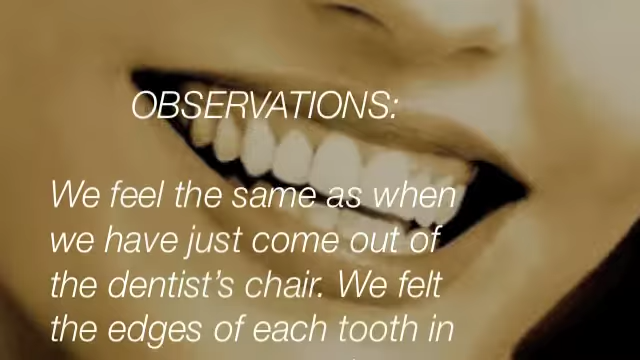 OBSERVATIONS:
We feel the same as when
we have just come out of
the dentist's chair. We felt
the edges of each tooth in